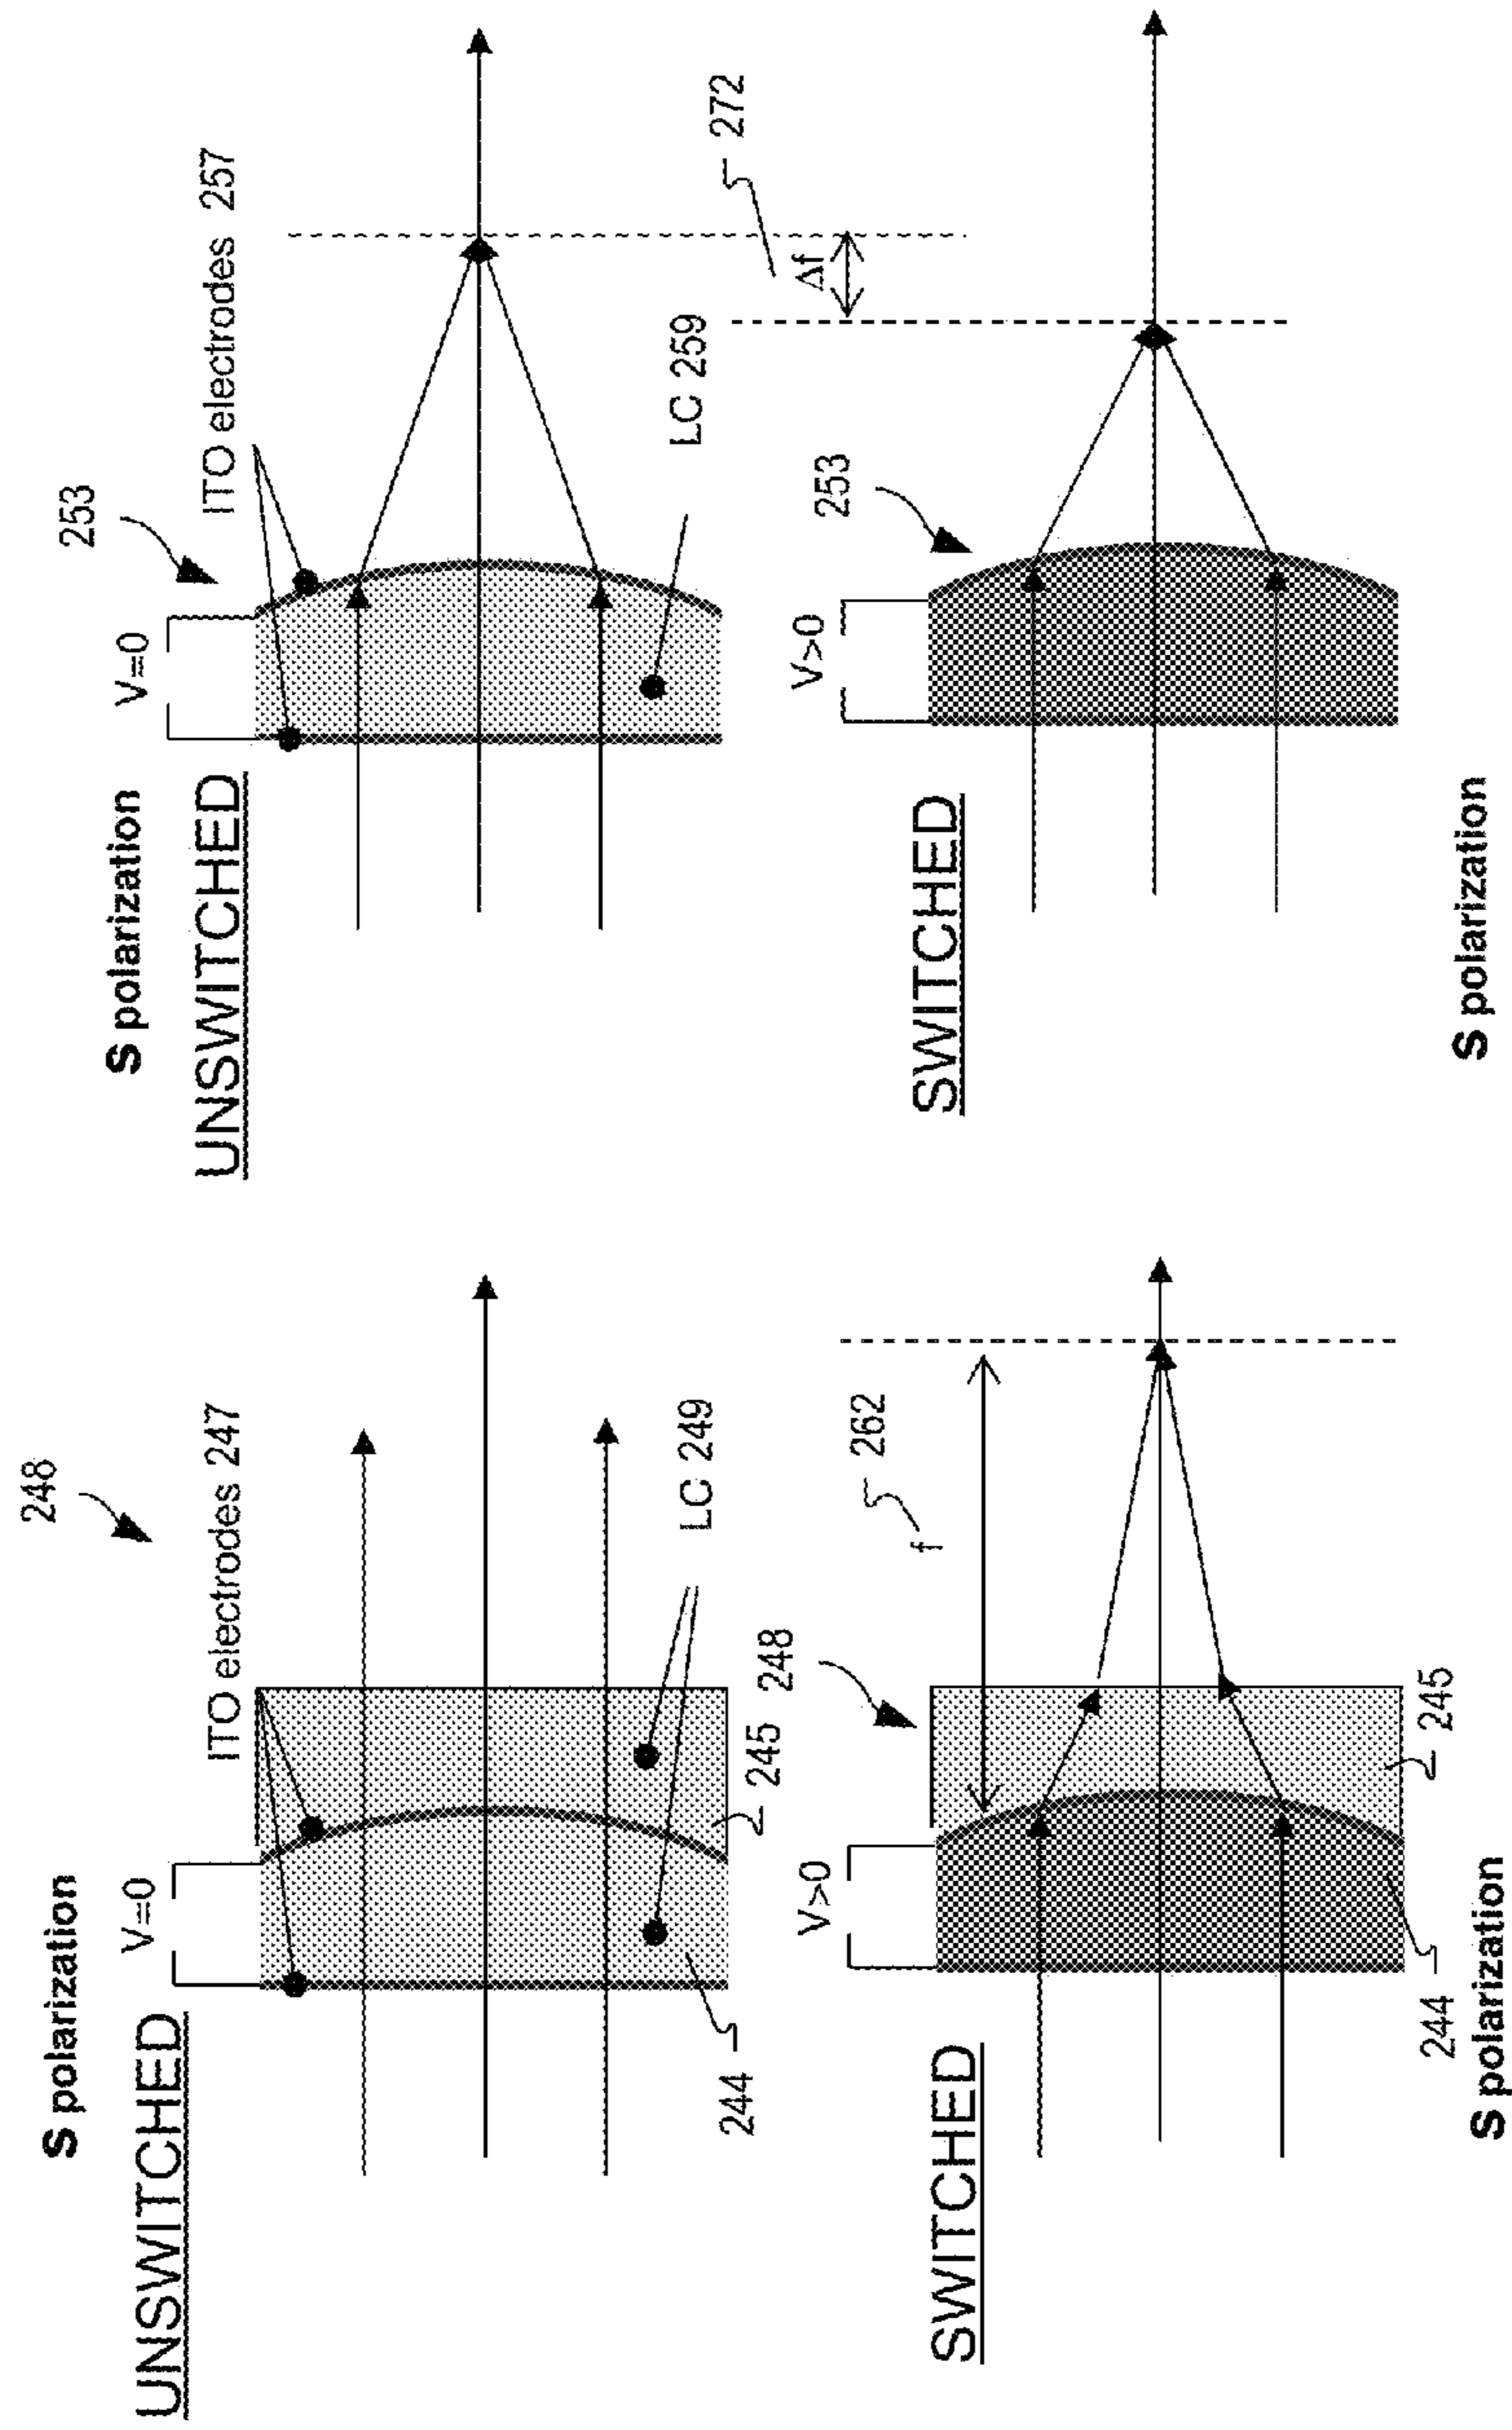 S polarization
UNSWITCHED
V=0
248
ITO electrodes 247
244
245
LC 249
SWITCHED
V>0
248
f
262
244
245
S polarization
S polarization
UNSWITCHED
V=0
253
ITO electrodes 257
LC 259
Δf
272
SWITCHED
V>0
253
S polarization